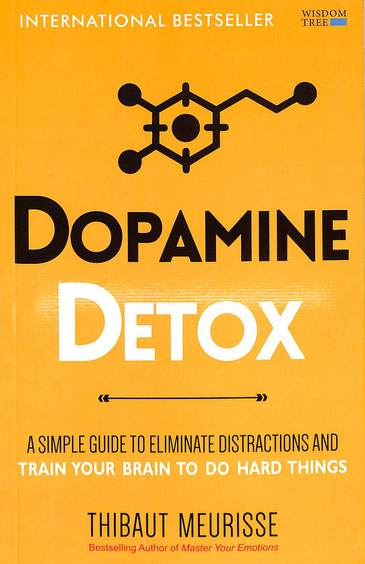 INTERNATIONAL BESTSELLER
WISDOM
TREE
DOPAMINE
DETOX
A SIMPLE GUIDE TO ELIMINATE DISTRACTIONS AND
TRAIN YOUR BRAIN TO DO HARD THINGS
THIBAUT MEURISSE
Bestselling Author of Master Your Emotions